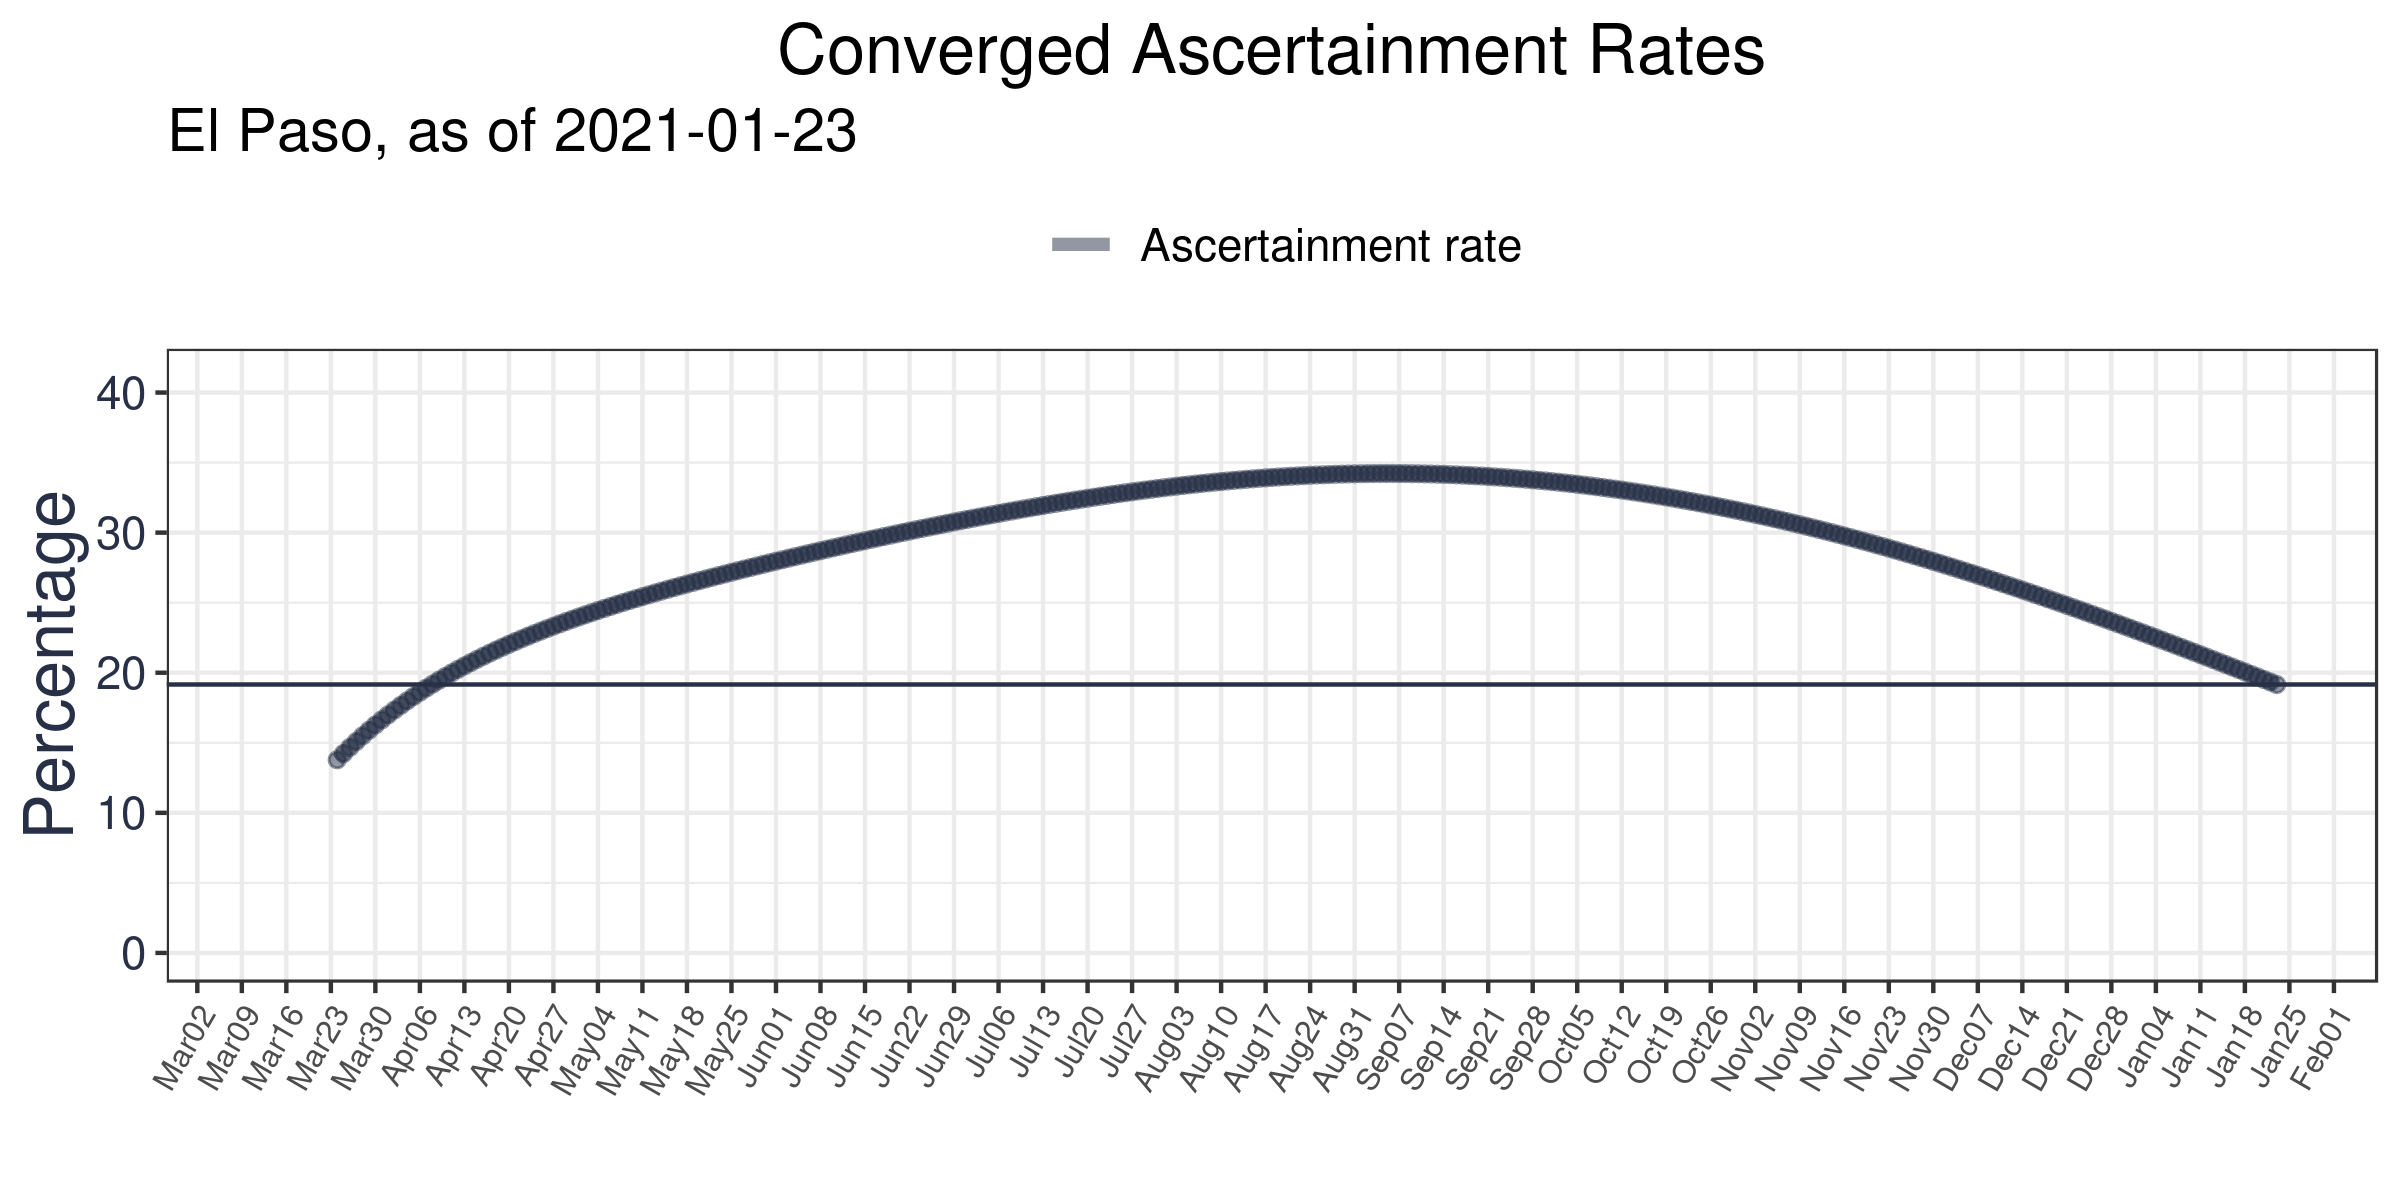 Converged Ascertainment Rates
El Paso, as of 2021-01-23
Ascertainment rate
Percentage
40
30
20
10
0
Mar02 Mar09 Mar16 Mar23 Mar30 Apr06 Apr13 Apr20 Apr27 May04 May11 May18 May25 Jun01 Jun08 Jun15 Jun22 Jun29 Jul06 Jul13 Jul20 Jul27 Aug03 Aug10 Aug17 Aug24 Aug31 Sep07 Sep14 Sep21 Sep28 Oct05 Oct12 Oct19 Oct26 Nov02 Nov09 Nov16 Nov23 Nov30 Dec07 Dec14 Dec21 Dec28 Jan04 Jan11 Jan18 Jan25 Feb01